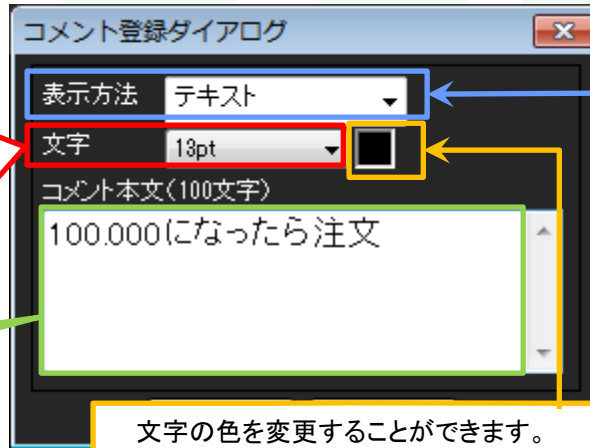 コメント登録ダイアログ
表示方法 テキスト
文字 13pt
コメント本文(100文字)
100.000になったら注文
文字の色を変更することができます。